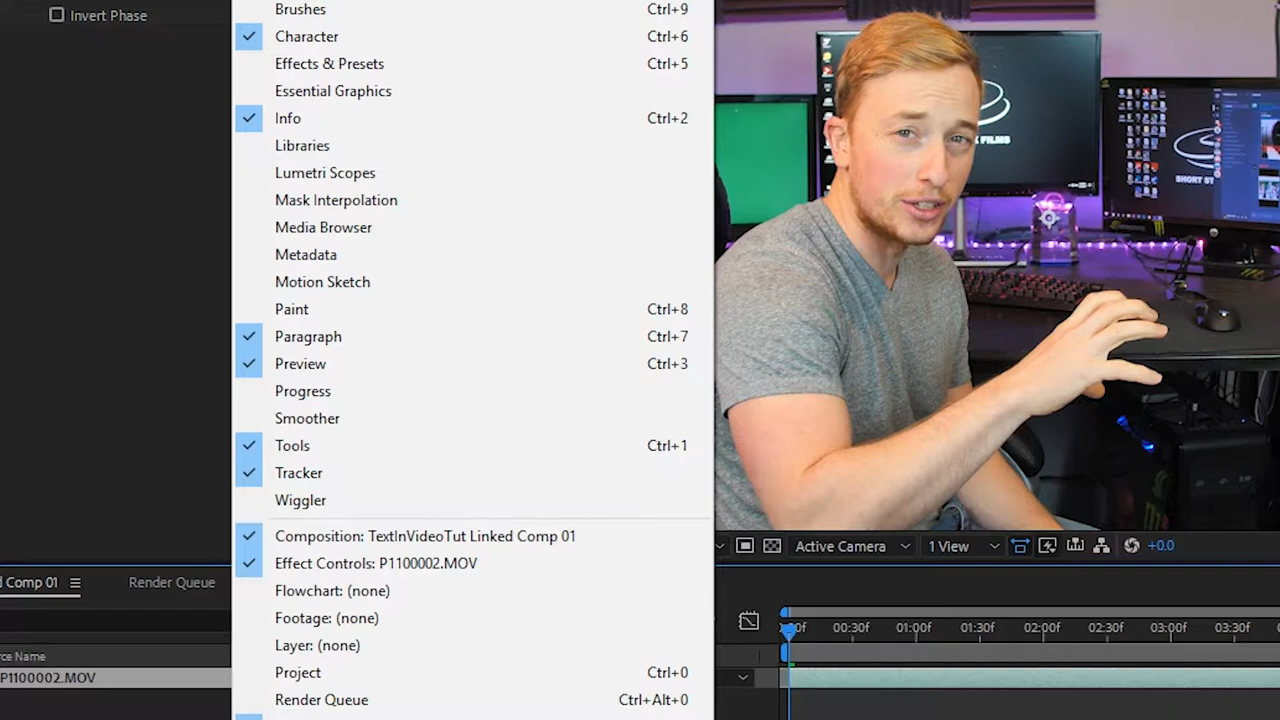 Invert Phase
Brushes Ctrl+9
Character Ctrl+6
Effects & Presets Ctrl+5
Essential Graphics
Info Ctrl+2
Libraries
Lumetri Scopes
Mask Interpolation
Media Browser
Metadata
Motion Sketch
Paint Ctrl+8
Paragraph Ctrl+7
Preview Ctrl+3
Progress
Smoother
Tools Ctrl+1
Tracker
Wiggler
Composition: TextInVideoTut Linked Comp 01
Effect Controls: P1100002.MOV
Flowchart: (none)
Footage: (none)
Layer: (none)
Project Ctrl+0
Render Queue Ctrl+Alt+0
SHORT
Active Camera 1 View +0.0
d Comp 01 Render Queue
00:30f 01:00f 01:30f 02:00f 02:30f 03:00f 03:30f
rce Name
P1100002.MOV